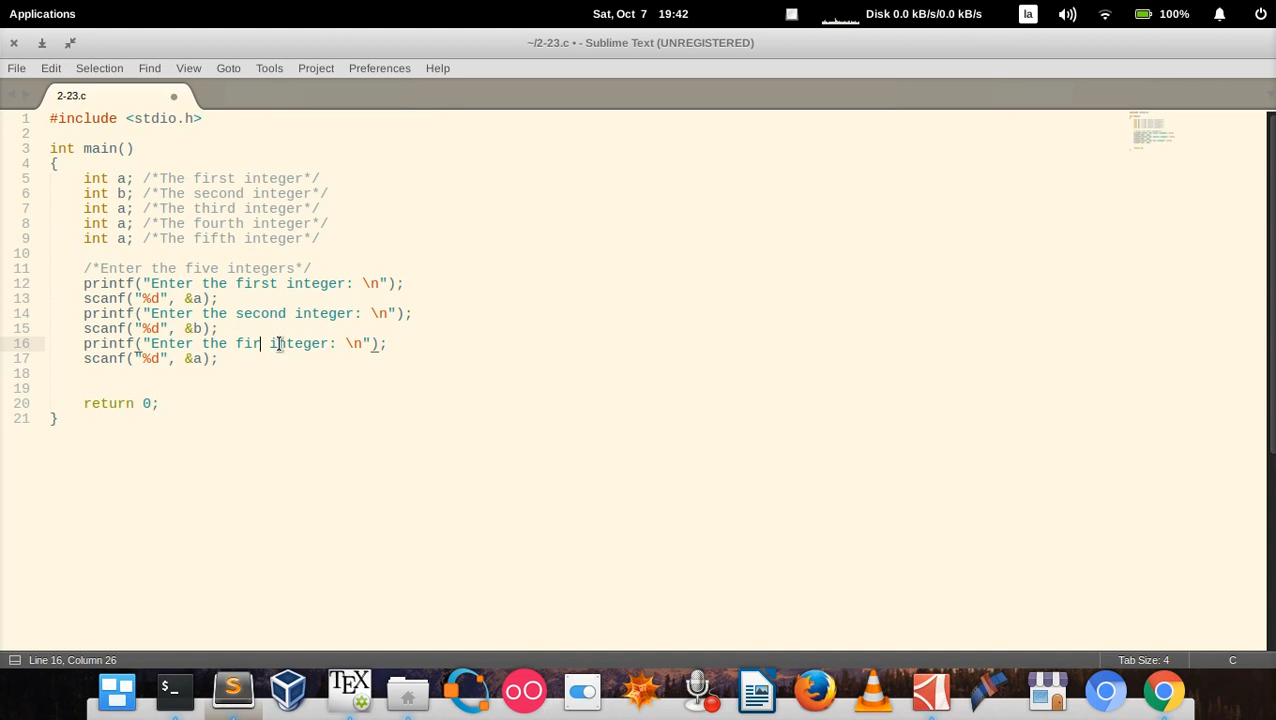 Applications
Sat, Oct 7 19:42
Disk 0.0 kB/s/0.0 kB/s
la
100%
~/2-23.c • - Sublime Text (UNREGISTERED)
File Edit Selection Find View Goto Tools Project Preferences Help
2-23.c
1 #include <stdio.h>
2
3 int main()
4 {
5 int a; /*The first integer*/
6 int b; /*The second integer*/
7 int a; /*The third integer*/
8 int a; /*The fourth integer*/
9 int a; /*The fifth integer*/
10
11 /*Enter the five integers*/
12 printf("Enter the first integer: \n");
13 scanf("%d", &a);
14 printf("Enter the second integer: \n");
15 scanf("%d", &b);
16 printf("Enter the fir integer: \n");
17 scanf("%d", &a);
18
19
20 return 0;
21 }
Line 16, Column 26
Tab Size: 4
C
>_
S
TEX